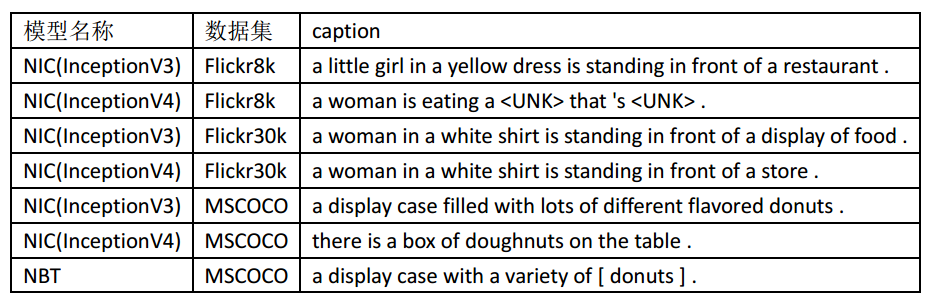 模型名称 数据集 caption
NIC(InceptionV3) Flickr8k a little girl in a yellow dress is standing in front of a restaurant .
NIC(InceptionV4) Flickr8k a woman is eating a <UNK> that 's <UNK> .
NIC(InceptionV3) Flickr30k a woman in a white shirt is standing in front of a display of food .
NIC(InceptionV4) Flickr30k a woman in a white shirt is standing in front of a store .
NIC(InceptionV3) MSCOCO a display case filled with lots of different flavored donuts .
NIC(InceptionV4) MSCOCO there is a box of doughnuts on the table .
NBT MSCOCO a display case with a variety of [ donuts ] .